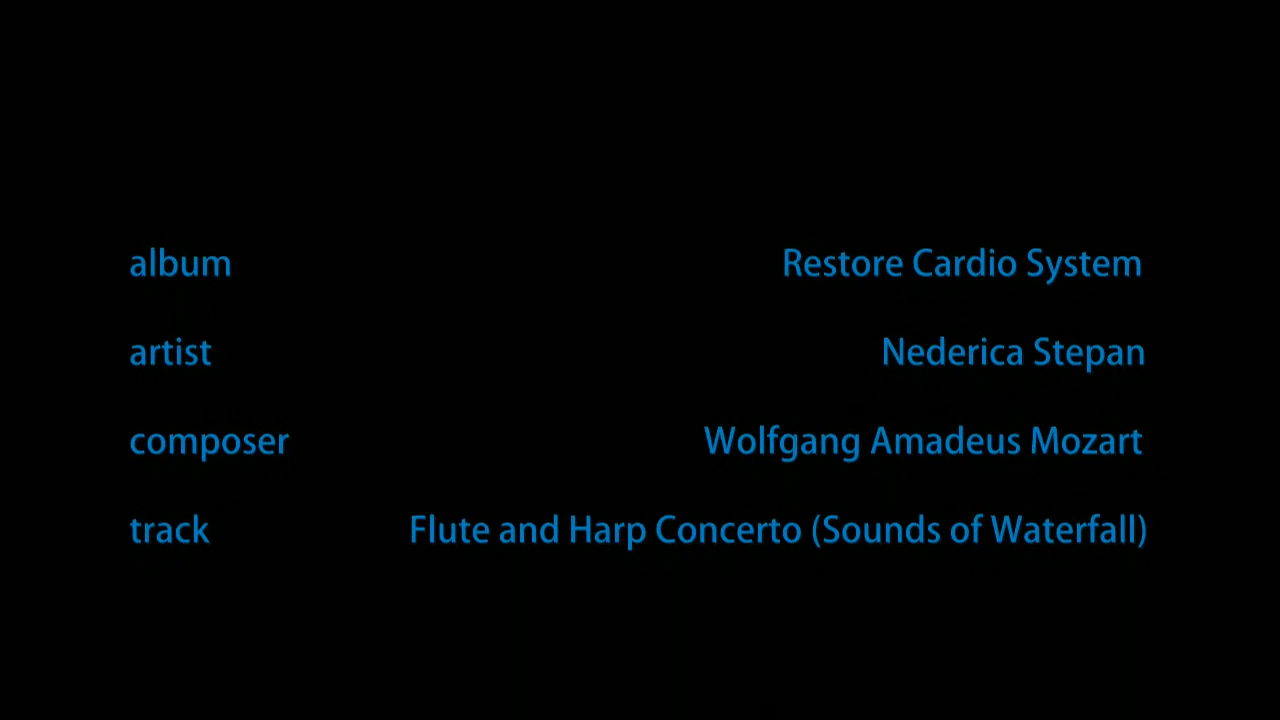 album Restore Cardio System
artist Nederica Stepan
composer Wolfgang Amadeus Mozart
track Flute and Harp Concerto (Sounds of Waterfall)